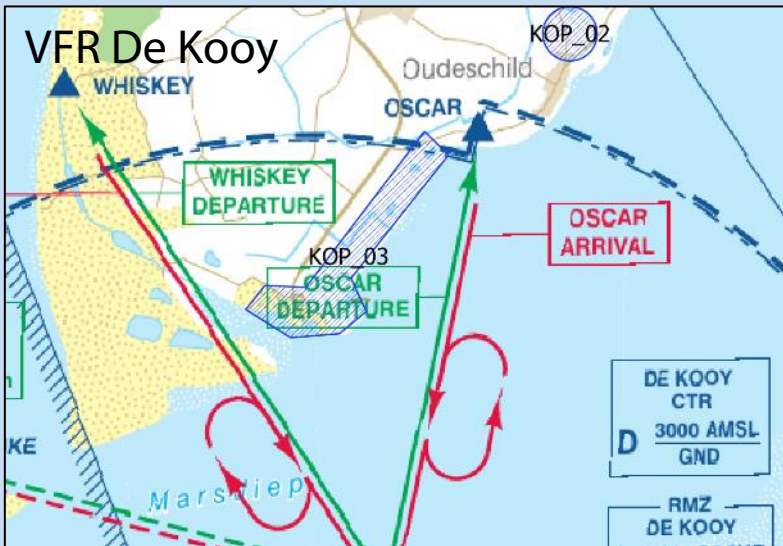 VFR De Kooy
KOP_02
Oudeschild
WHISKEY
OSCAR
WHISKEY
DEPARTURE
OSCAR
ARRIVAL
KOP_03
OSCAR
DEPARTURE
DE KOOY
CTR
D 3000 AMSL
GND
KE
Marsdiep
RMZ
DE KOOY